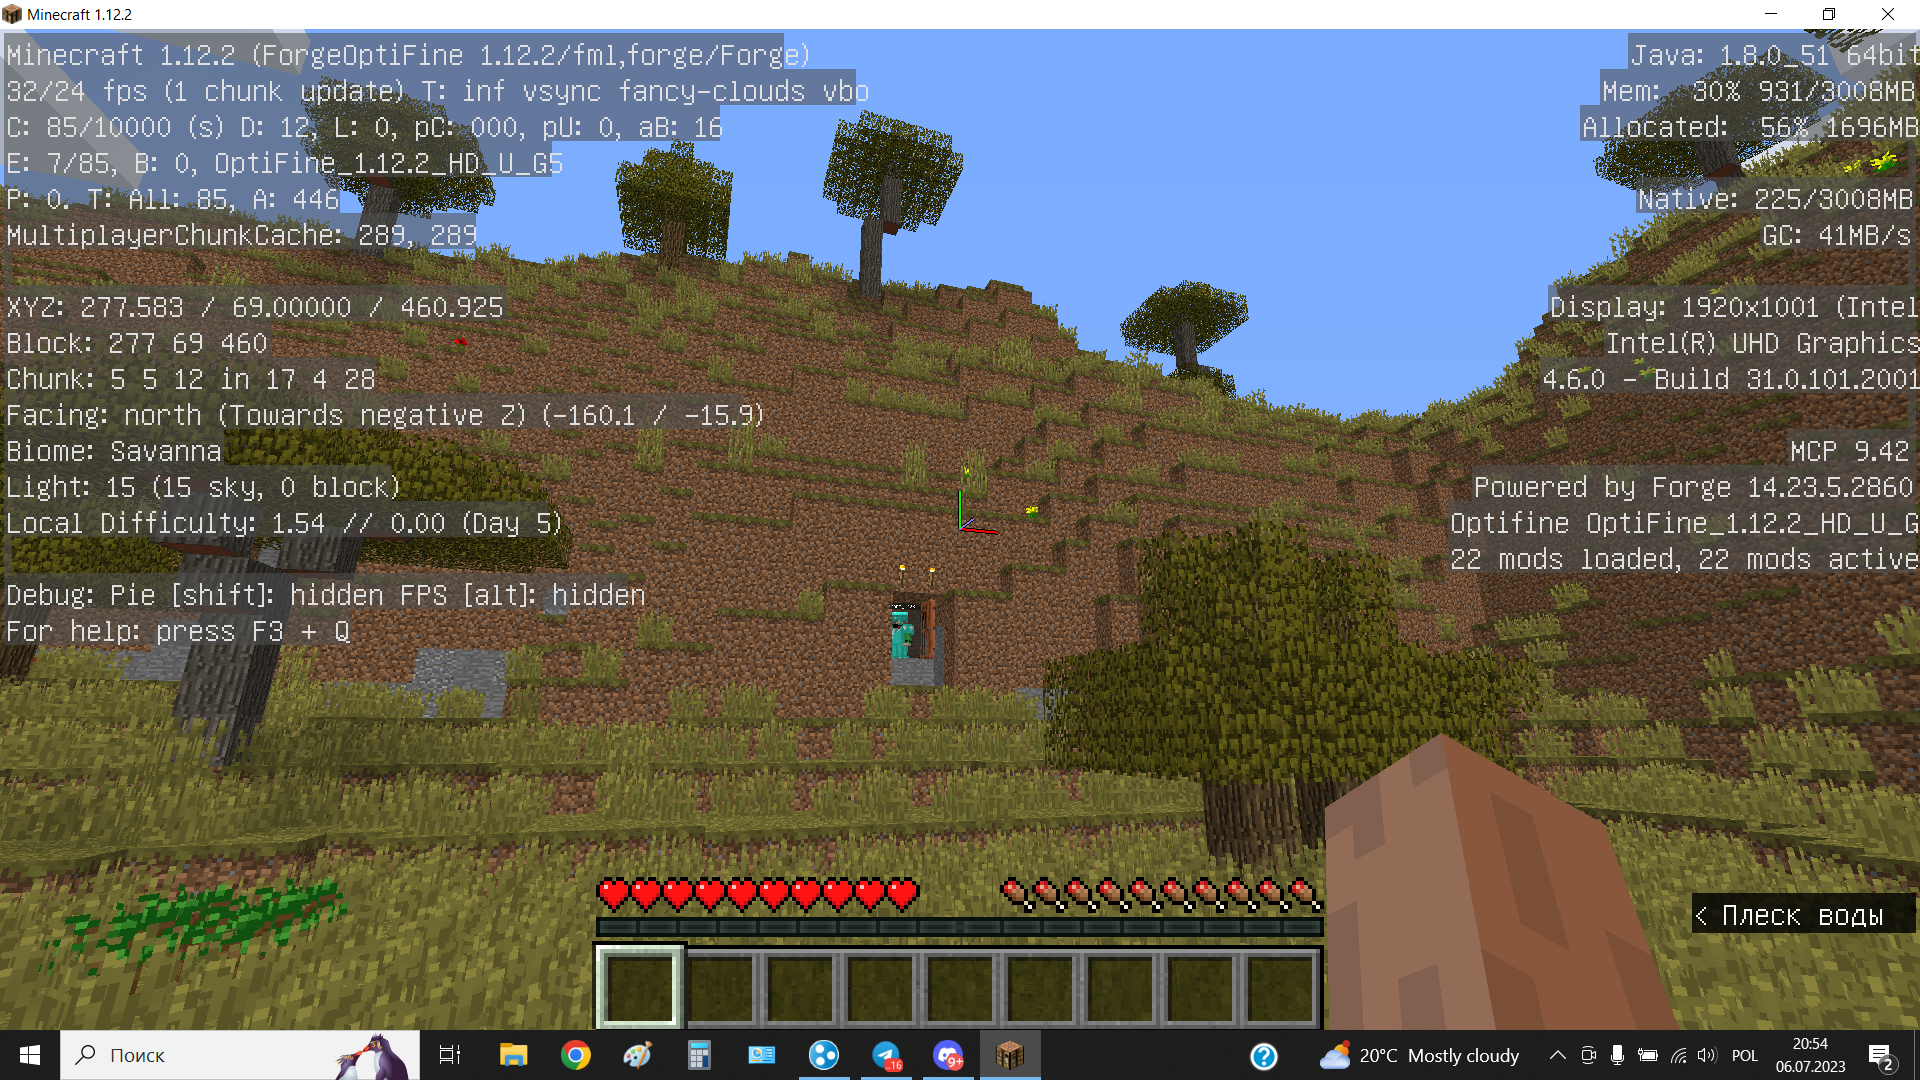 Minecraft 1.12.2
Minecraft 1.12.2 (ForgeOptiFine 1.12.2/fml,forge/Forge)
32/24 fps (1 chunk update) T: inf vsync fancy-clouds vbo
C: 85/10000 (s) D: 12, L: 0, pC: 000, pU: 0, aB: 16
E: 7/85, B: 0, OptiFine_1.12.2_HD_U_G5
P: 0. T: All: 85, A: 446
MultiplayerChunkCache: 289, 289
XYZ: 277.583 / 69.00000 / 460.925
Block: 277 69 460
Chunk: 5 5 12 in 17 4 28
Facing: north (Towards negative Z) (-160.1 / -15.9)
Biome: Savanna
Light: 15 (15 sky, 0 block)
Local Difficulty: 1.54 // 0.00 (Day 5)
Debug: Pie [shift]: hidden FPS [alt]: hidden
For help: press F3 + Q
Java: 1.8.0_51 64bit
Mem: 30% 931/3008MB
Allocated: 56% 1696MB
Native: 225/3008MB
GC: 41MB/s
Display: 1920x1001 (Intel
Intel(R) UHD Graphics
4.6.0 - Build 31.0.101.2001
MCP 9.42
Powered by Forge 14.23.5.2860
Optifine OptiFine_1.12.2_HD_U_G
22 mods loaded, 22 mods active
< Плеск воды
Поиск
..16
9+
20°C Mostly cloudy
POL
20:54
06.07.2023
2